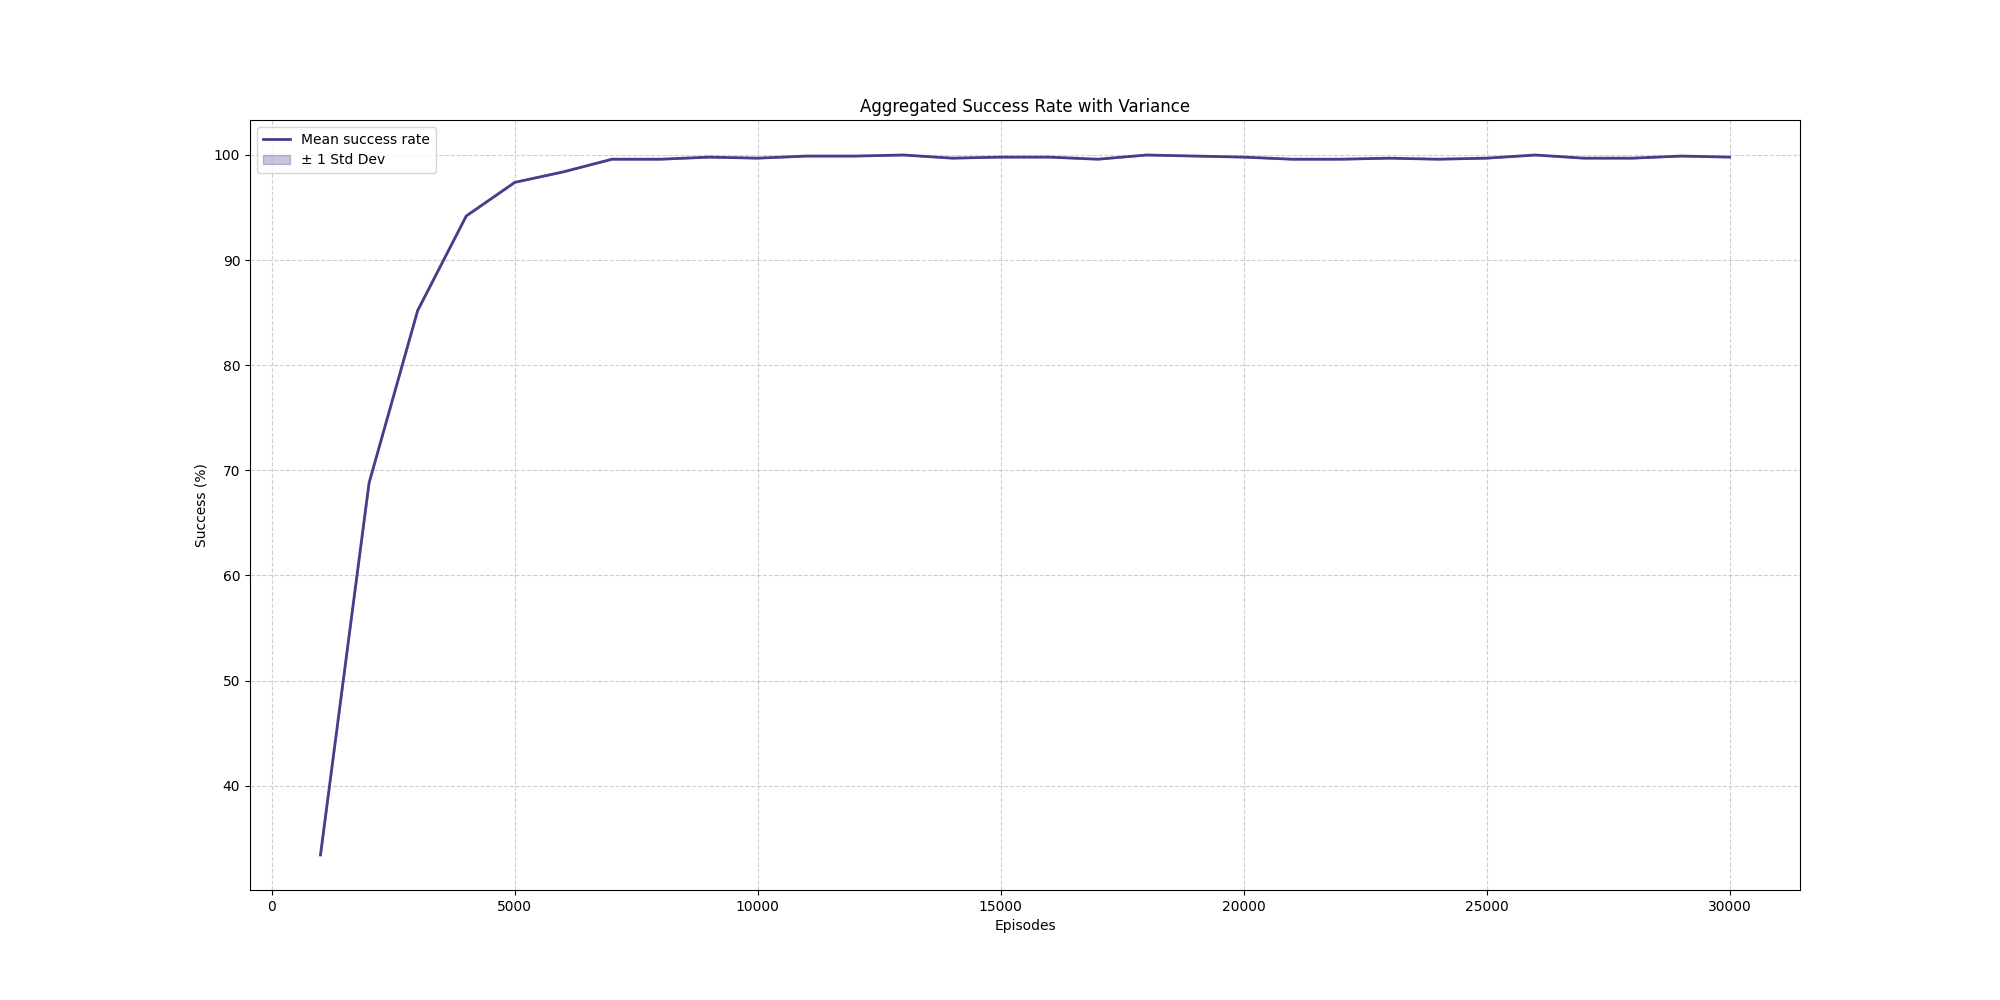 Aggregated Success Rate with Variance
Mean success rate
± 1 Std Dev
100
90
80
70
60
50
40
Success (%)
0 5000 10000 15000 20000 25000 30000
Episodes